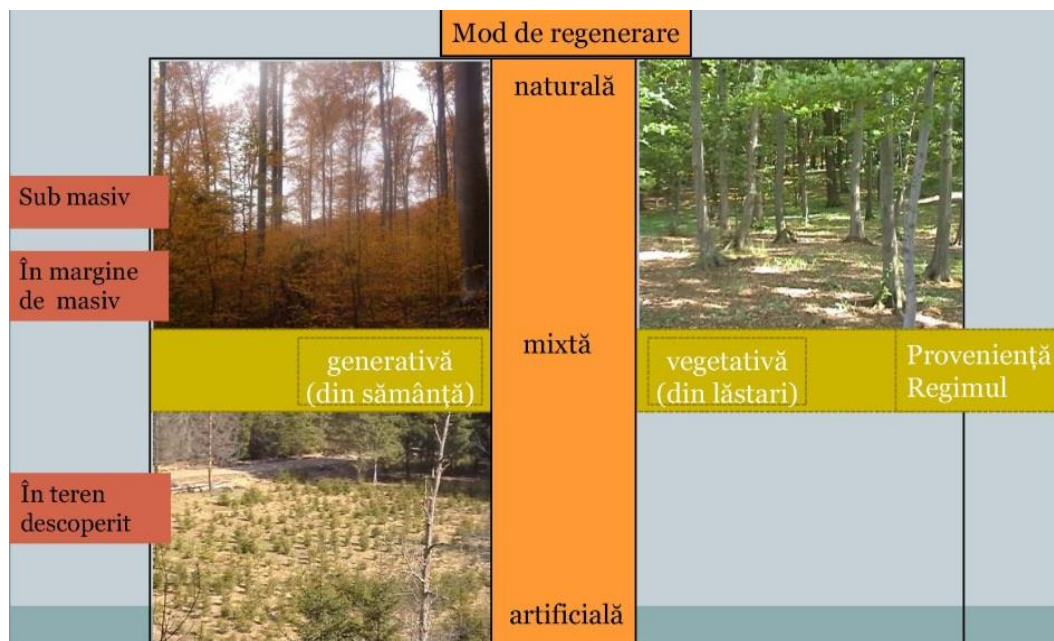 Mod de regenerare
naturală
Sub masiv
În margine
de masiv
mixtă
generativă
(din sămânță)
vegetativă
(din lăstari)
Proveniență
Regimul
În teren
descoperit
artificială